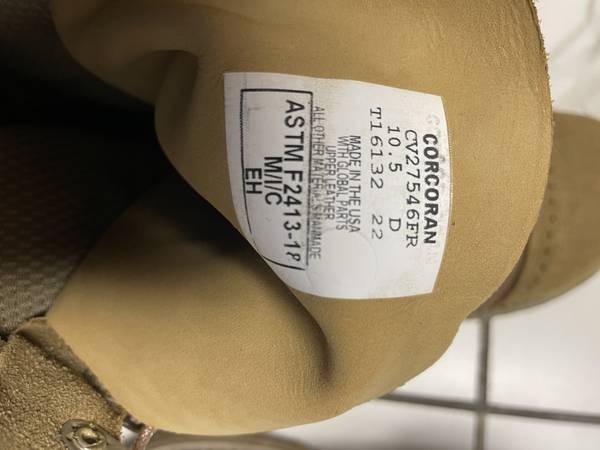 CORCORAN
CV27546FR
10.5 D
T16132 22
MADE IN THE USA
WITH GLOBAL PARTS
UPPER LEATHER
ALL OTHER MATERIALS MANMADE
ASTM F2413-18
M/I/C
EH